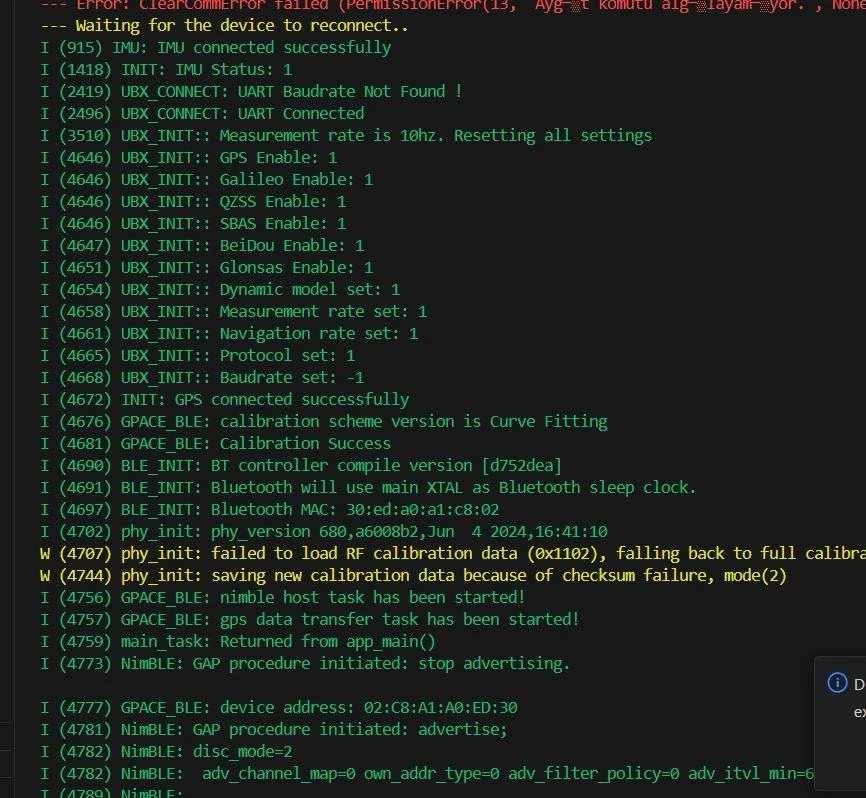 --- Error: ClearCommError failed (PermissionError(13, 'Ayg komutu alg layam yor.', None
--- Waiting for the device to reconnect..
I (915) IMU: IMU connected successfully
I (1418) INIT: IMU Status: 1
I (2419) UBX_CONNECT: UART Baudrate Not Found !
I (2496) UBX_CONNECT: UART Connected
I (3510) UBX_INIT:: Measurement rate is 10hz. Resetting all settings
I (4646) UBX_INIT:: GPS Enable: 1
I (4646) UBX_INIT:: Galileo Enable: 1
I (4646) UBX_INIT:: QZSS Enable: 1
I (4646) UBX_INIT:: SBAS Enable: 1
I (4647) UBX_INIT:: BeiDou Enable: 1
I (4651) UBX_INIT:: Glonsas Enable: 1
I (4654) UBX_INIT:: Dynamic model set: 1
I (4658) UBX_INIT:: Measurement rate set: 1
I (4661) UBX_INIT:: Navigation rate set: 1
I (4665) UBX_INIT:: Protocol set: 1
I (4668) UBX_INIT:: Baudrate set: -1
I (4672) INIT: GPS connected successfully
I (4676) GPACE_BLE: calibration scheme version is Curve Fitting
I (4681) GPACE_BLE: Calibration Success
I (4690) BLE_INIT: BT controller compile version [d752dea]
I (4691) BLE_INIT: Bluetooth will use main XTAL as Bluetooth sleep clock.
I (4697) BLE_INIT: Bluetooth MAC: 30:ed:a0:a1:c8:02
I (4702) phy_init: phy_version 680,a6008b2,Jun  4 2024,16:41:10
W (4707) phy_init: failed to load RF calibration data (0x1102), falling back to full calibra
W (4744) phy_init: saving new calibration data because of checksum failure, mode(2)
I (4756) GPACE_BLE: nimble host task has been started!
I (4757) GPACE_BLE: gps data transfer task has been started!
I (4759) main_task: Returned from app_main()
I (4773) NimBLE: GAP procedure initiated: stop advertising.
I (4777) GPACE_BLE: device address: 02:C8:A1:A0:ED:30
I (4781) NimBLE: GAP procedure initiated: advertise;
I (4782) NimBLE: disc_mode=2
I (4782) NimBLE:  adv_channel_map=0 own_addr_type=0 adv_filter_policy=0 adv_itvl_min=6
I (4789) NimBLE:
D
ex